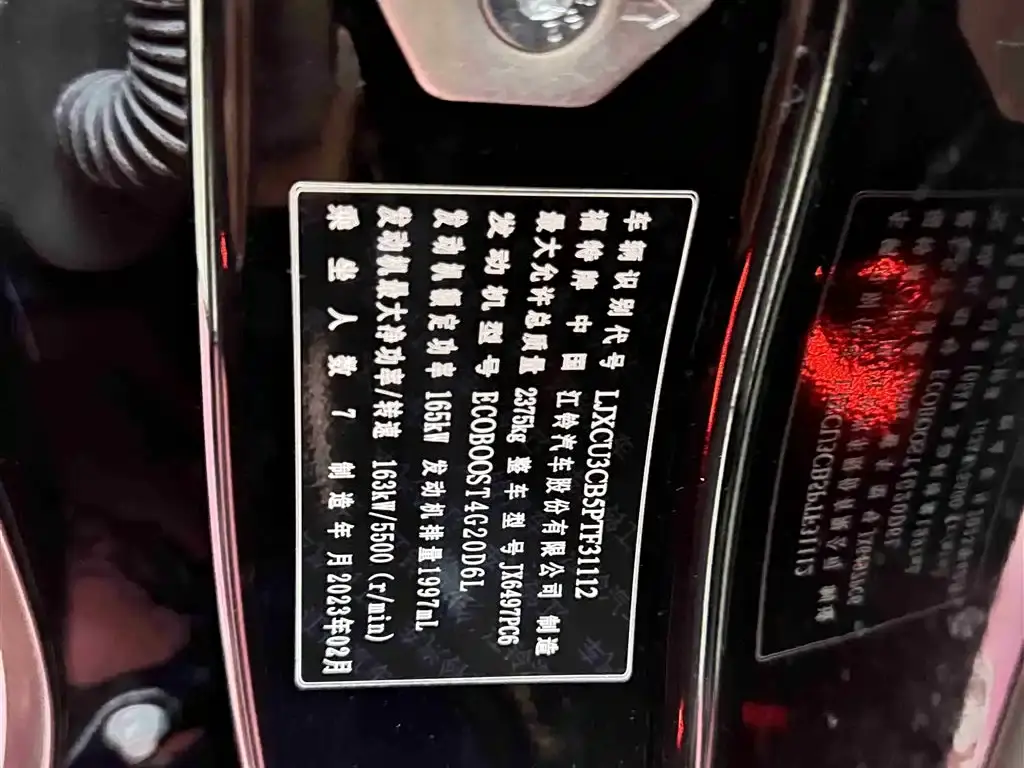 车辆识别代号 LJXCU3CB5PTF31112
福特牌 中国 江铃汽车股份有限公司 制造
最大允许总质量 2375kg 整车型号 JX6497PC6
发动机型号 ECOBOOST4G20D6L
发动机额定功率 165kW 发动机排量 1997mL
发动机最大净功率/转速 163kW/5500(r/min)
乘坐人数 7 制造年月 2023年02月